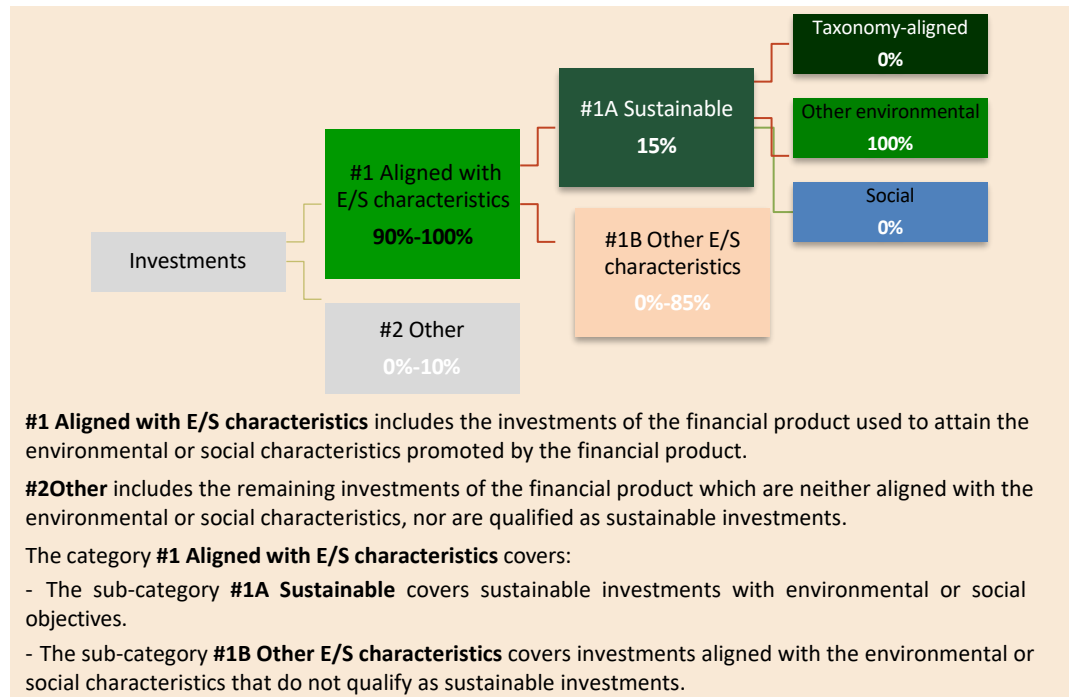 Taxonomy-aligned
0%
#1A Sustainable
15%
Other environmental
100%
#1 Aligned with
E/S characteristics
90%-100%
Social
0%
Investments
#1B Other E/S
characteristics
0%-85%
#2 Other
0%-10%
#1 Aligned with E/S characteristics includes the investments of the financial product used to attain the
environmental or social characteristics promoted by the financial product.
#2Other includes the remaining investments of the financial product which are neither aligned with the
environmental or social characteristics, nor are qualified as sustainable investments.
The category #1 Aligned with E/S characteristics covers:
- The sub-category #1A Sustainable covers sustainable investments with environmental or social
objectives.
- The sub-category #1B Other E/S characteristics covers investments aligned with the environmental or
social characteristics that do not qualify as sustainable investments.